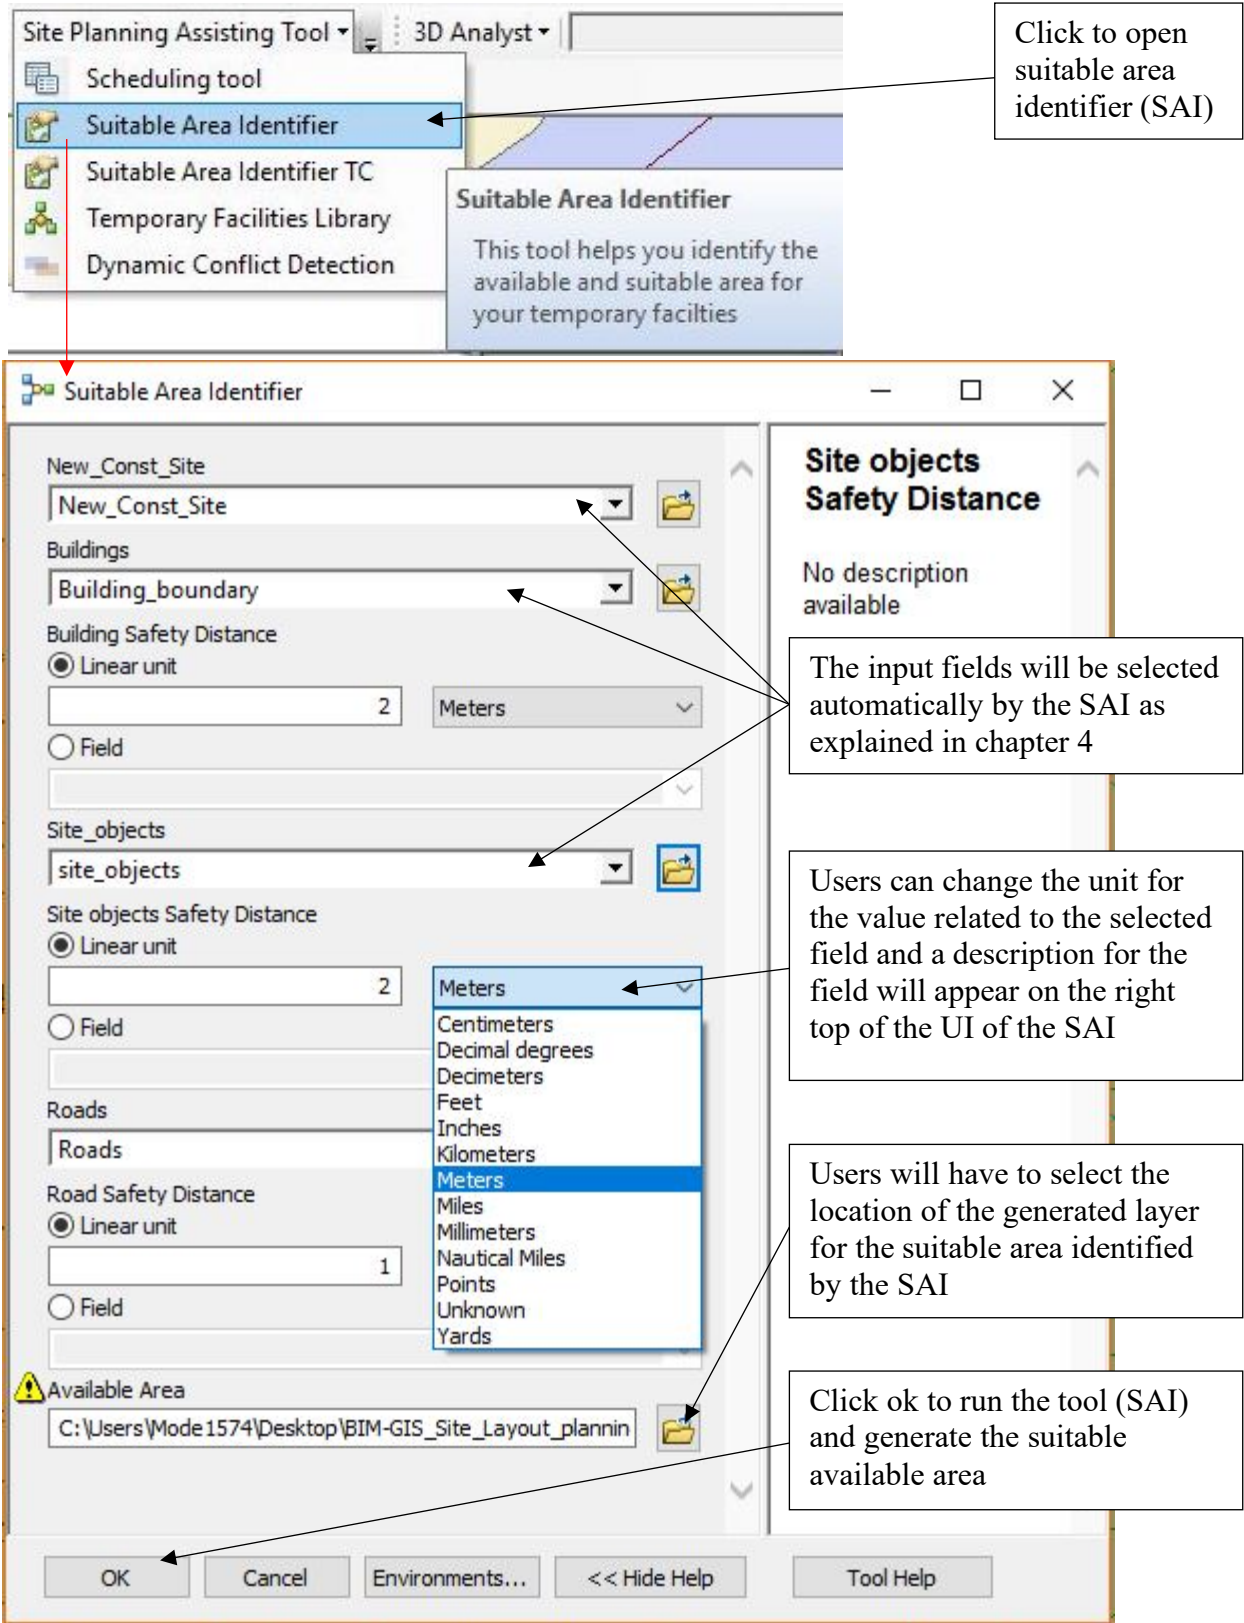 Site Planning Assisting Tool
3D Analyst
Click to open
suitable area
identifier (SAI)
Scheduling tool
Suitable Area Identifier
Suitable Area Identifier TC
Temporary Facilities Library
Dynamic Conflict Detection
Suitable Area Identifier
This tool helps you identify the
available and suitable area for
your temporary facilties
Suitable Area Identifier
New_Const_Site
New_Const_Site
Buildings
Building_boundary
Building Safety Distance
Linear unit
2 Meters
Field
Site_objects
site_objects
Site objects Safety Distance
Linear unit
2 Meters
Field
Centimeters
Decimal degrees
Decimeters
Feet
Inches
Kilometers
Meters
Miles
Millimeters
Nautical Miles
Points
Unknown
Yards
Roads
Roads
Road Safety Distance
Linear unit
1
Field
Available Area
C:\Users\Mode1574\Desktop\BIM-GIS_Site_Layout_plannin
Site objects
Safety Distance
No description
available
The input fields will be selected
automatically by the SAI as
explained in chapter 4
Users can change the unit for
the value related to the selected
field and a description for the
field will appear on the right
top of the UI of the SAI
Users will have to select the
location of the generated layer
for the suitable area identified
by the SAI
Click ok to run the tool (SAI)
and generate the suitable
available area
OK Cancel Environments... << Hide Help Tool Help